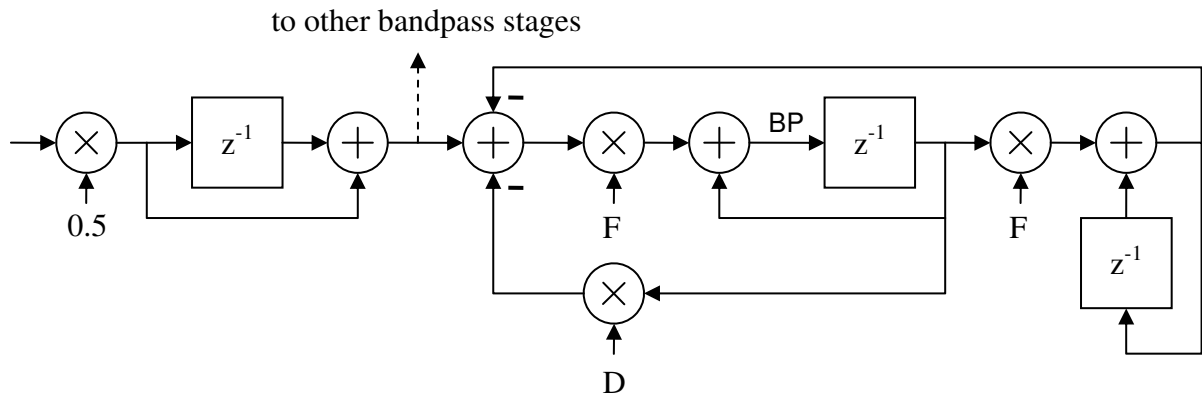 to other bandpass stages
-
BP
z⁻¹
z⁻¹
-
0.5
F
F
z⁻¹
D